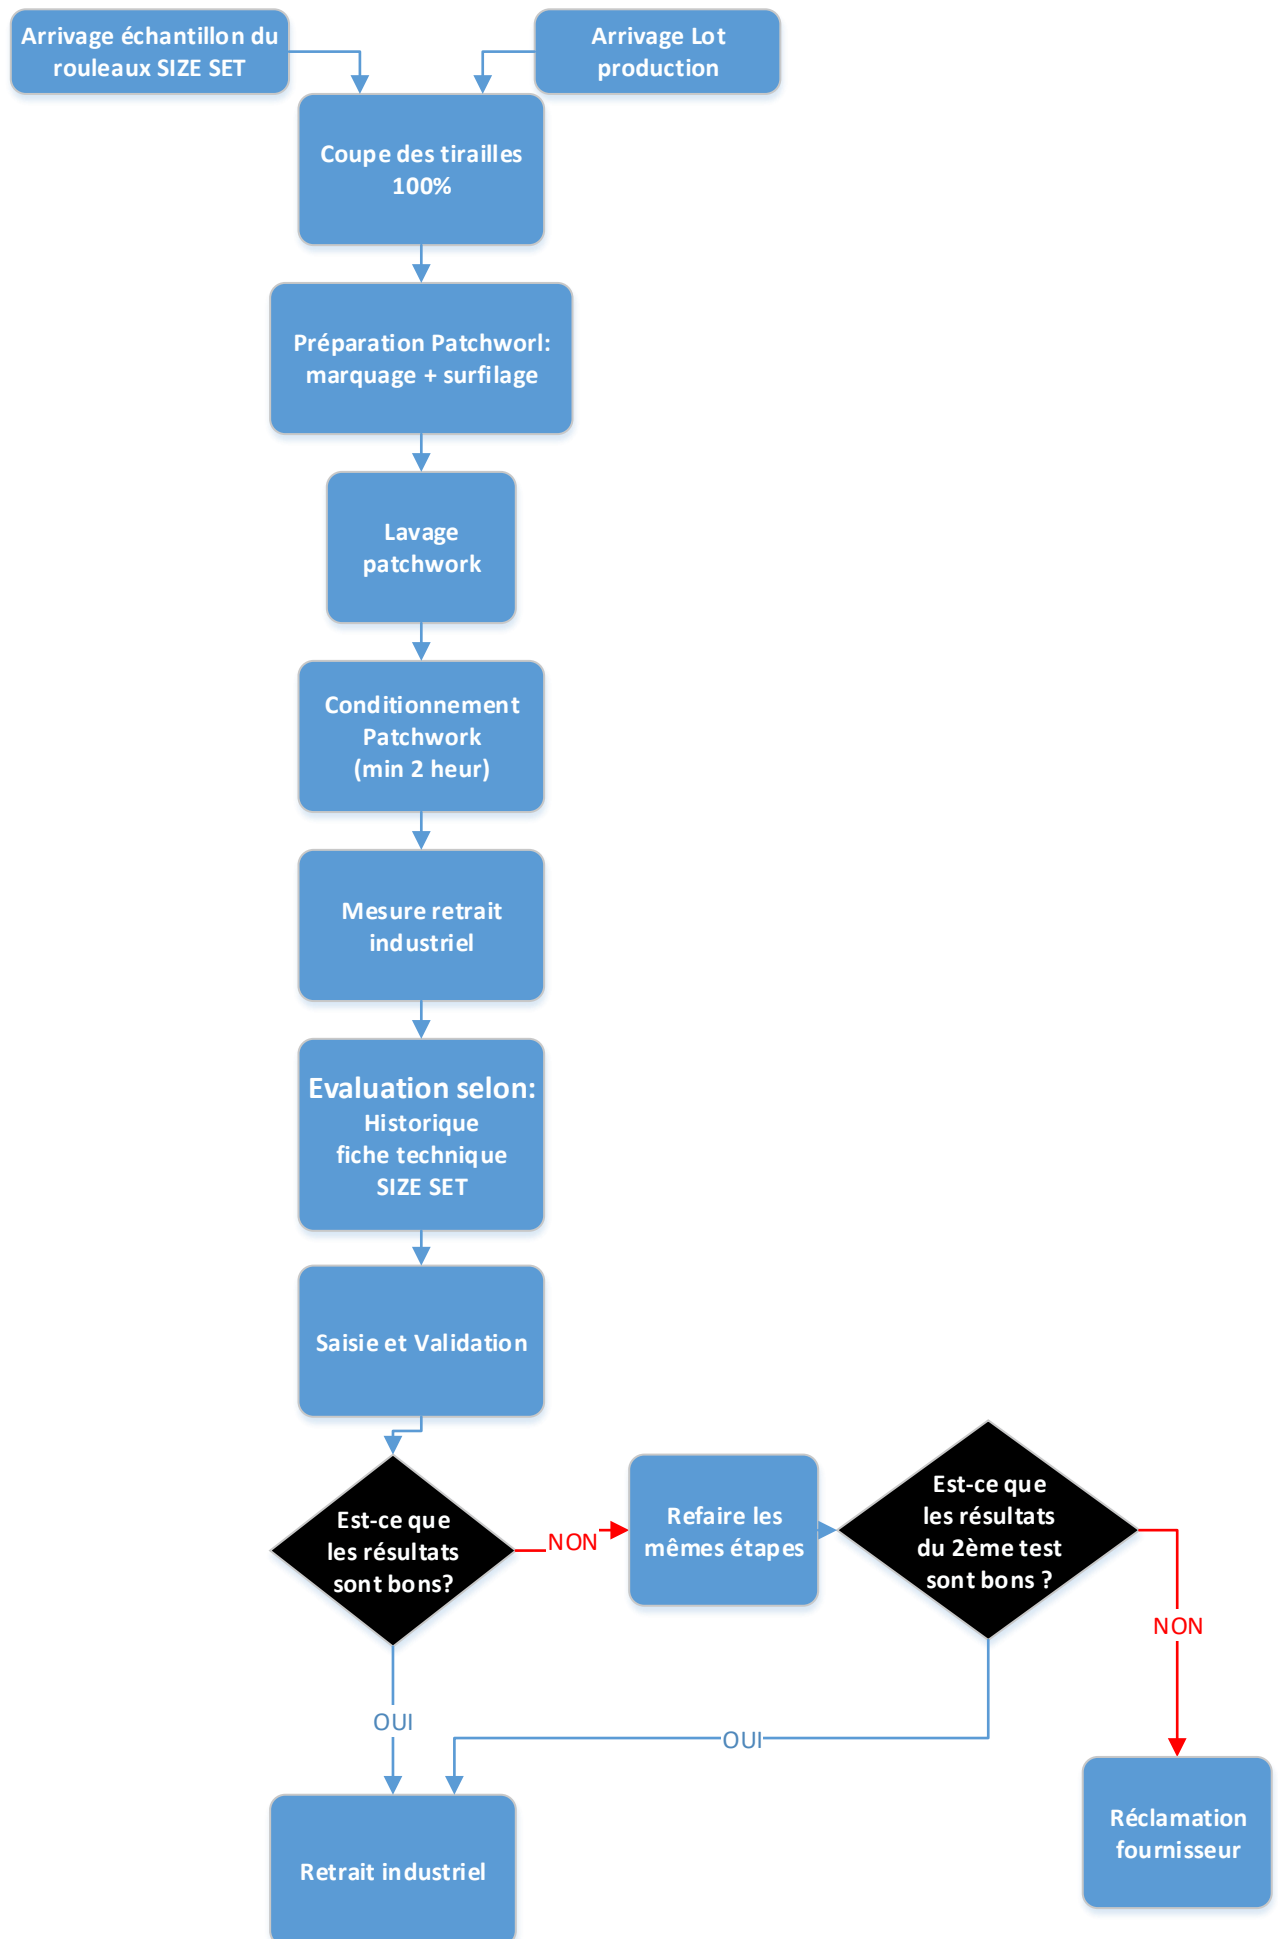 Arrivage échantillon du
rouleaux SIZE SET
Arrivage Lot
production
Coupe des tirailles
100%
Préparation Patchworl:
marquage + surfilage
Lavage
patchwork
Conditionnement
Patchwork
(min 2 heur)
Mesure retrait
industriel
Evaluation selon:
Historique
fiche technique
SIZE SET
Saisie et Validation
Est-ce que
les résultats
sont bons?
NON
Refaire les
mêmes étapes
Est-ce que
les résultats
du 2ème test
sont bons ?
NON
OUI
OUI
Retrait industriel
Réclamation
fournisseur